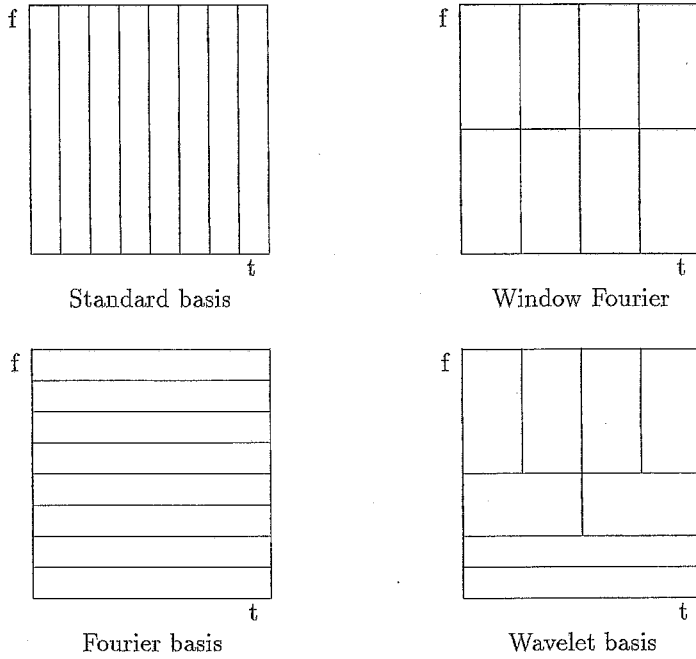 f
f
t
t
Standard basis
Window Fourier
f
f
t
t
Fourier basis
Wavelet basis